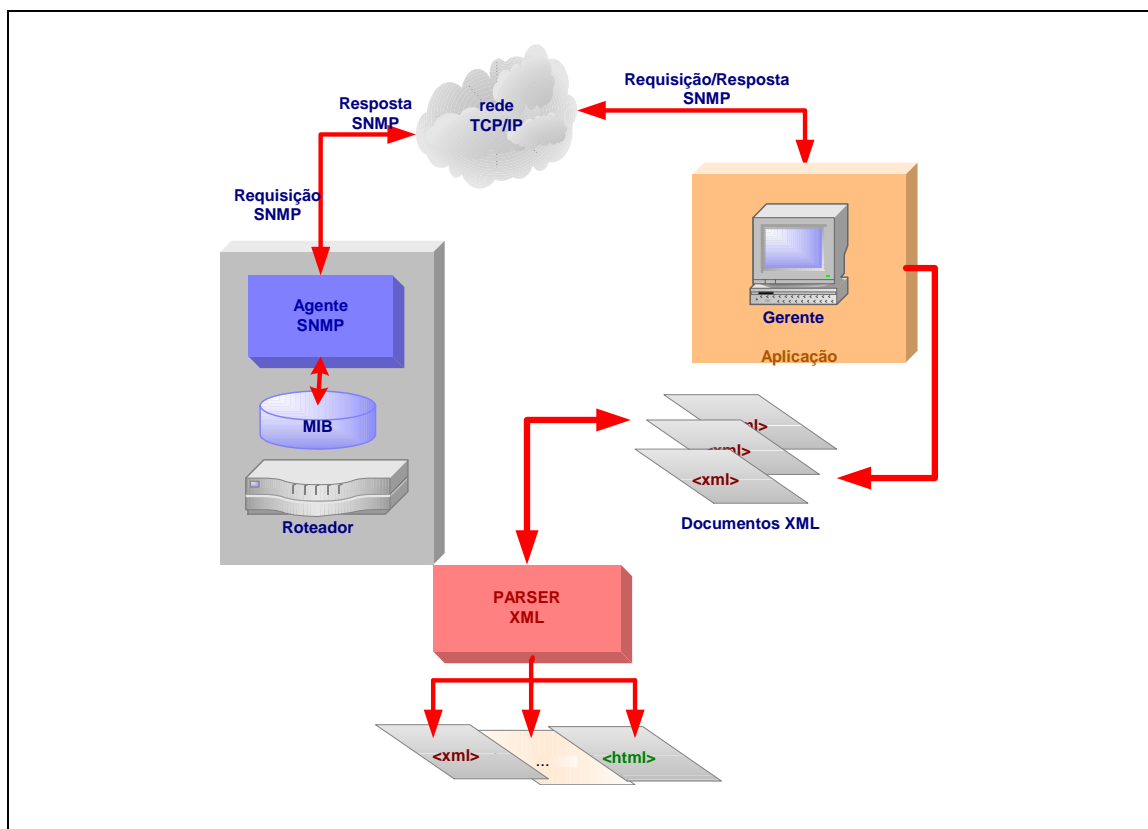 Requisição/Resposta
SNMP
Resposta
SNMP
rede
TCP/IP
Requisição
SNMP
Agente
SNMP
MIB
Roteador
Gerente
Aplicação
<xml>
<xml>
Documentos XML
PARSER
XML
<xml>
...
<html>